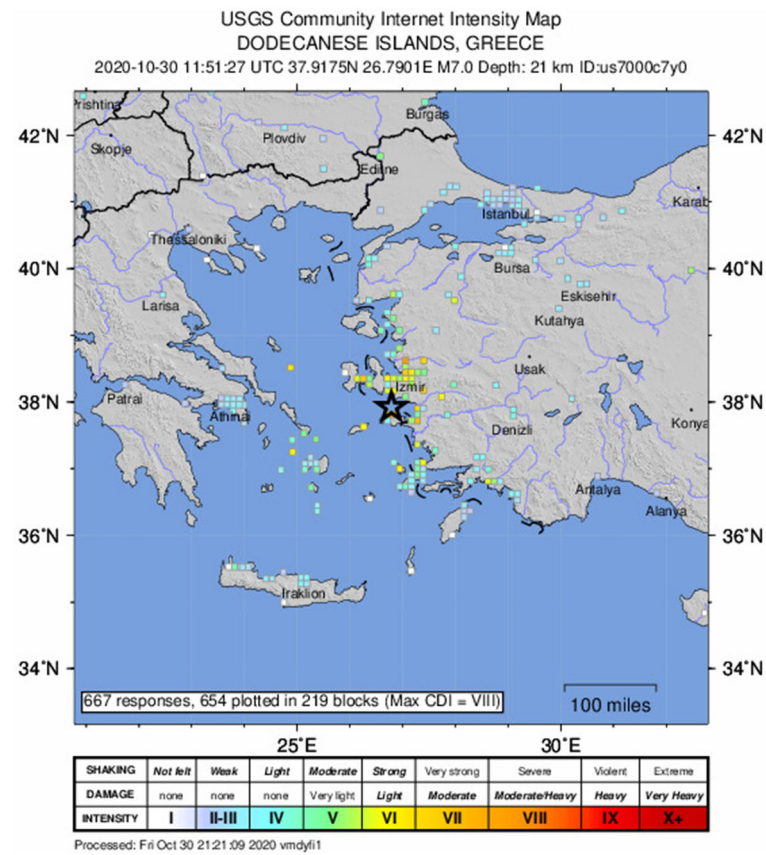 USGS Community Internet Intensity Map
DODECANESE ISLANDS, GREECE
2020-10-30 11:51:27 UTC 37.9175N 26.7901E M7.0 Depth: 21 km ID:us7000c7y0
Prishtina
Burgas
42°N
42°N
Skopje
Plovdiv
Edirne
Istanbul
Karab
Thessaloniki
40°N
40°N
Bursa
Eskisehir
Larisa
Kutahya
Usak
Izmir
38°N
38°N
Patrai
Athina
Denizli
Konya
Antalya
Alanya
36°N
36°N
Iraklion
34°N
34°N
667 responses, 654 plotted in 219 blocks (Max CDI = VIII)
100 miles
25°E
30°E
SHAKING Not felt Weak Light Moderate Strong Very strong Severe Violent Extreme
DAMAGE none none none Very light Light Moderate Moderate/Heavy Heavy Very Heavy
INTENSITY I II-III IV V VI VII VIII IX X+
Processed: Fri Oct 30 21:21:09 2020 vmdyfi1